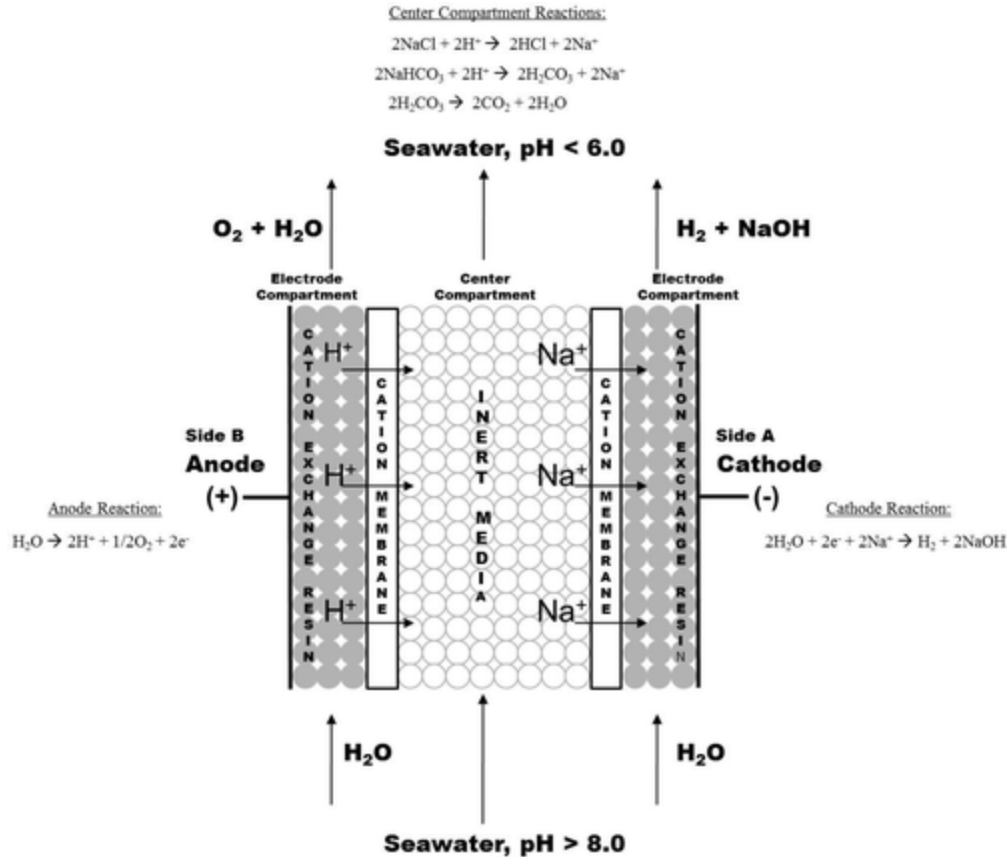 Center Compartment Reactions:
2NaCl + 2H⁺ → 2HCl + 2Na⁺
2NaHCO₃ + 2H⁺ → 2H₂CO₃ + 2Na⁺
2H₂CO₃ → 2CO₂ + 2H₂O
Seawater, pH < 6.0
O₂ + H₂O
H₂ + NaOH
Electrode Compartment
Center Compartment
Electrode Compartment
CATION EXCHANGE RESIN
H⁺
H⁺
H⁺
CATION MEMBRANE
INERT MEDIA
Na⁺
Na⁺
Na⁺
CATION MEMBRANE
CATION EXCHANGE RESIN
Side B
Anode
(+)
Anode Reaction:
H₂O → 2H⁺ + 1/2O₂ + 2e⁻
Side A
Cathode
(-)
Cathode Reaction:
2H₂O + 2e⁻ + 2Na⁺ → H₂ + 2NaOH
H₂O
H₂O
Seawater, pH > 8.0